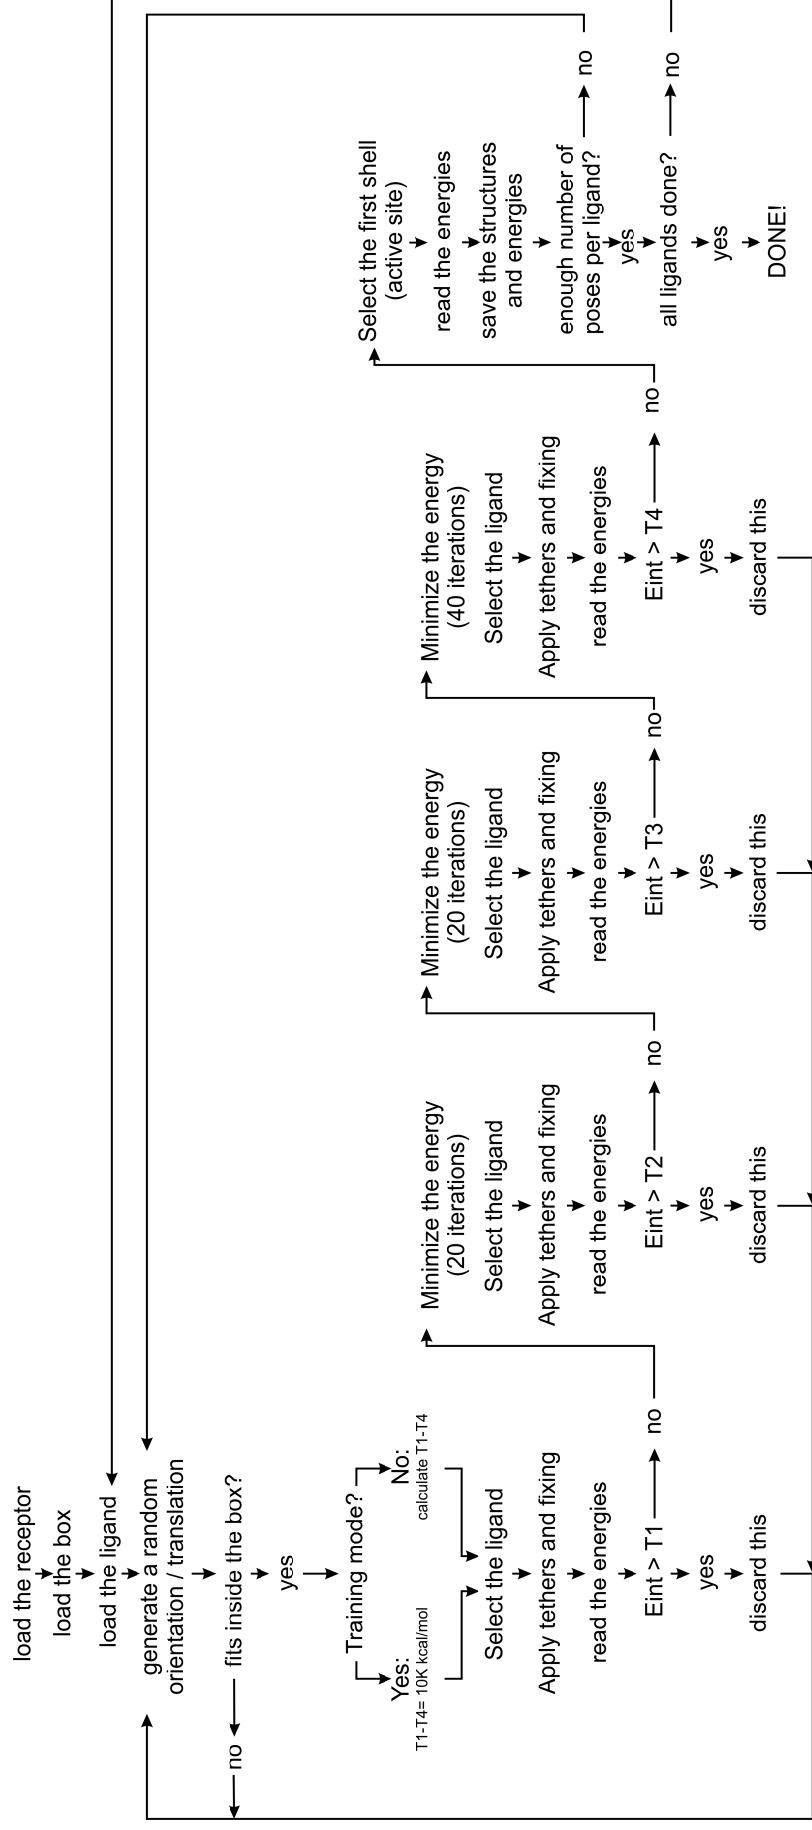 load the receptor
load the box
load the ligand
generate a random
orientation / translation
fits inside the box?
no
yes
Training mode?
Yes:
T1-T4= 10K kcal/mol
No:
calculate T1-T4
Select the ligand
Apply tethers and fixing
read the energies
Eint > T1
no
yes
discard this
Minimize the energy
(20 iterations)
Select the ligand
Apply tethers and fixing
read the energies
Eint > T2
no
yes
discard this
Minimize the energy
(20 iterations)
Select the ligand
Apply tethers and fixing
read the energies
Eint > T3
no
yes
discard this
Minimize the energy
(40 iterations)
Select the ligand
Apply tethers and fixing
read the energies
Eint > T4
no
yes
discard this
Select the first shell
(active site)
read the energies
save the structures
and energies
enough number of
poses per ligand?
no
yes
all ligands done?
no
yes
DONE!